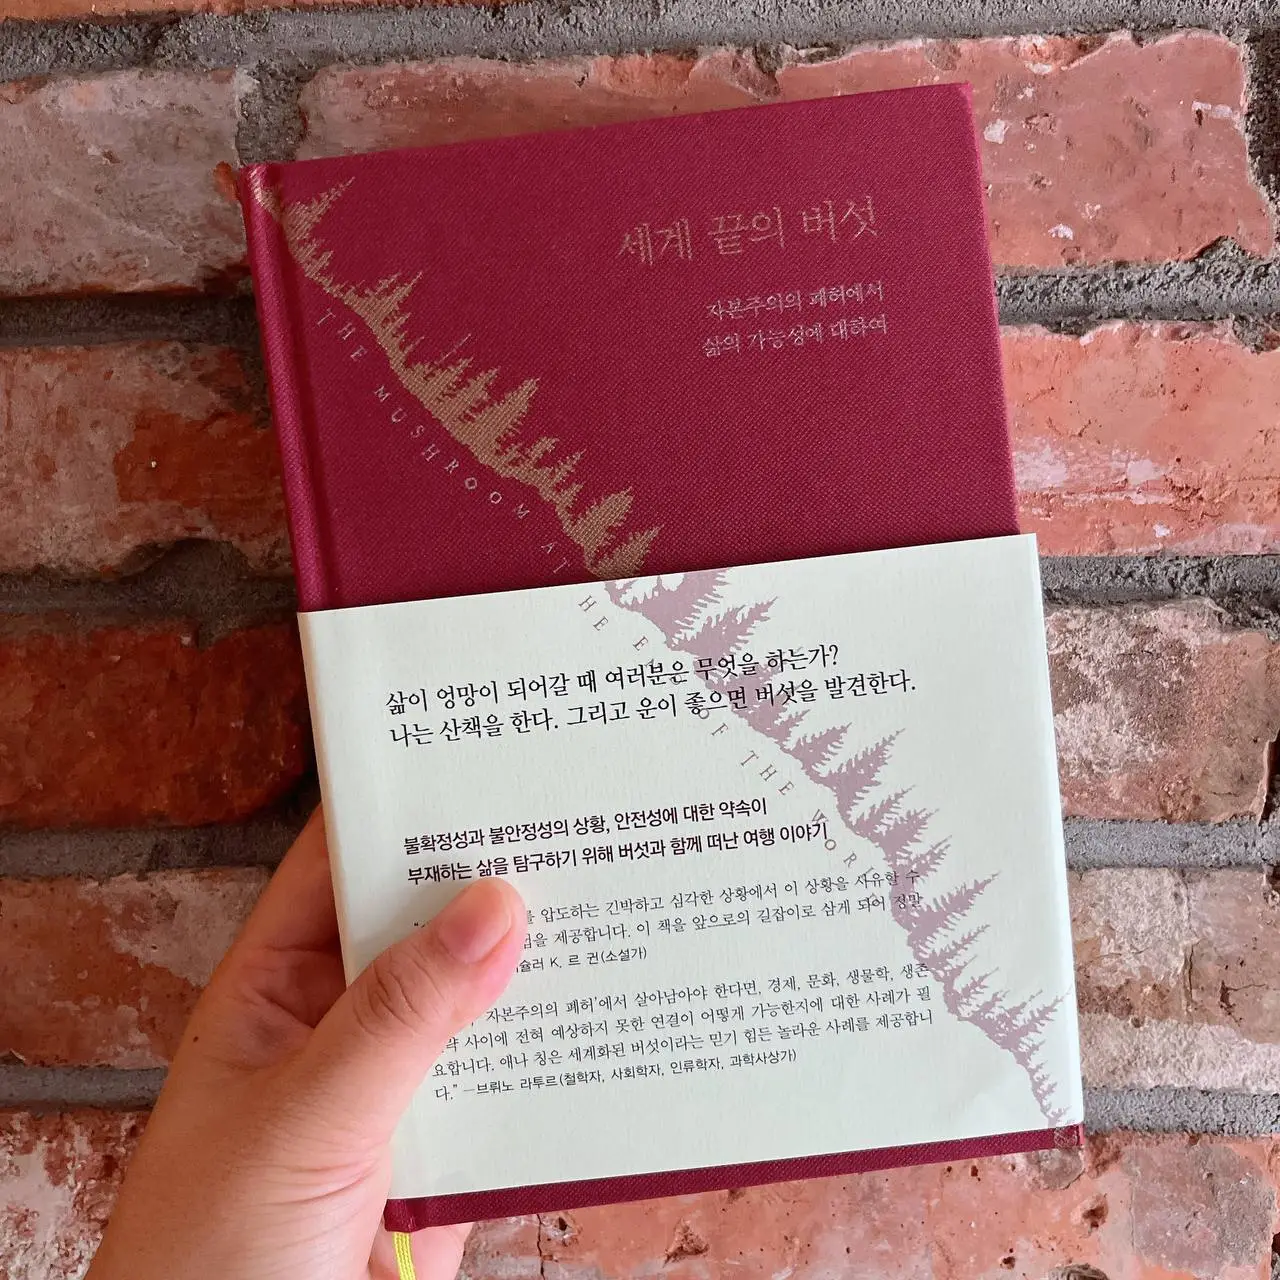 세계 끝의 버섯
자본주의의 폐허에서
삶의 가능성에 대하여
THE MUSHROOM AT THE E OF THE WOR
삶이 엉망이 되어갈 때 여러분은 무엇을 하는가?
나는 산책을 한다. 그리고 운이 좋으면 버섯을 발견한다.
불확정성과 불안정성의 상황, 안전성에 대한 약속이
부재하는 삶을 탐구하기 위해 버섯과 함께 떠난 여행 이야기
를 압도하는 긴박하고 심각한 상황에서 이 상황을 사유할 수
을 제공합니다. 이 책을 앞으로의 길잡이로 삼게 되어 정말
슐러 K. 르 귄(소설가)
자본주의의 폐허'에서 살아남아야 한다면, 경제, 문화, 생물학, 생존
사이에 전혀 예상하지 못한 연결이 어떻게 가능한지에 대한 사례가 필
요합니다. 애나 칭은 세계화된 버섯이라는 믿기 힘든 놀라운 사례를 제공합니
다.” —브뤼노 라투르(철학자, 사회학자, 인류학자, 과학사상가)